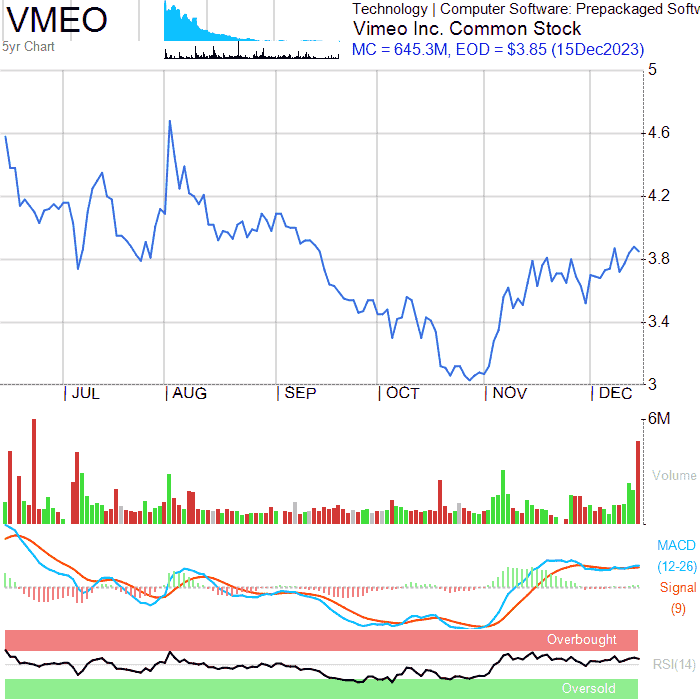 VMEO
5yr Chart
Technology | Computer Software: Prepackaged Softw
Vimeo Inc. Common Stock
MC = 645.3M, EOD = $3.85 (15Dec2023)
5
4.6
4.2
3.8
3.4
3
| JUL | AUG | SEP | OCT | NOV | DEC
6M
Volume
MACD
(12-26)
Signal
(9)
Overbought
RSI(14)
Oversold